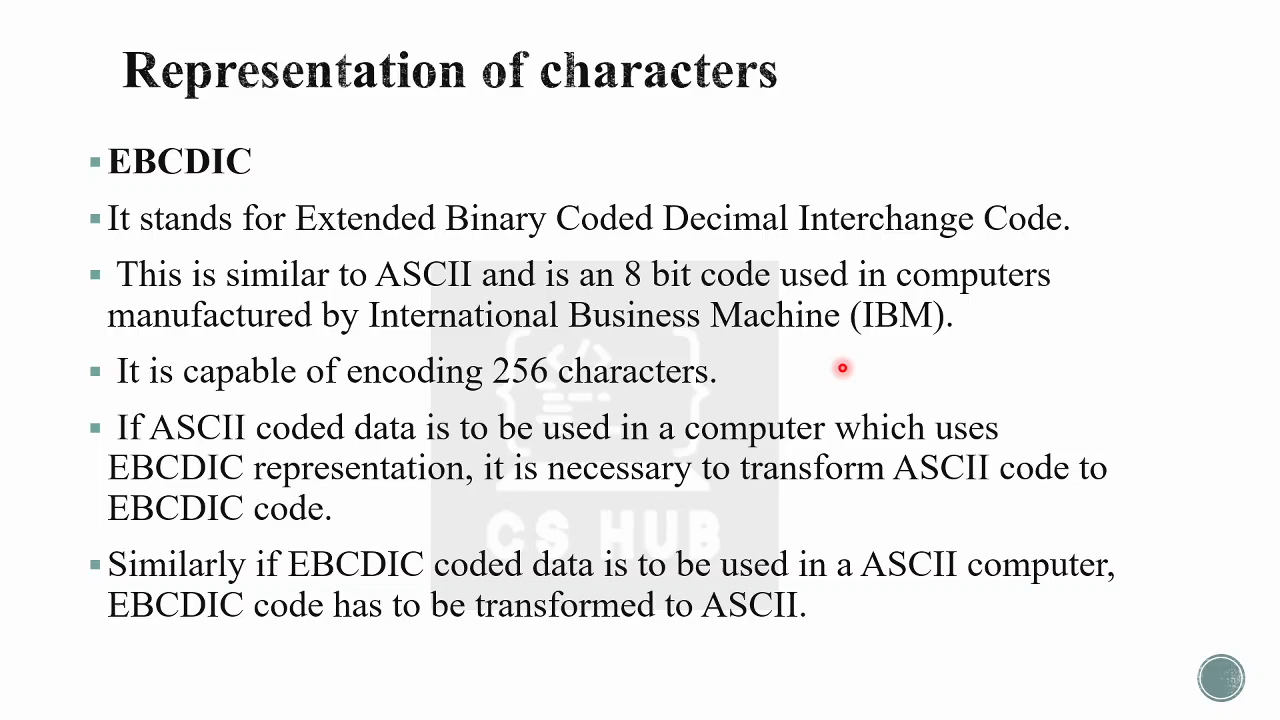 Representation of characters
EBCDIC
It stands for Extended Binary Coded Decimal Interchange Code.
This is similar to ASCII and is an 8 bit code used in computers
manufactured by International Business Machine (IBM).
It is capable of encoding 256 characters.
If ASCII coded data is to be used in a computer which uses
EBCDIC representation, it is necessary to transform ASCII code to
EBCDIC code.
CS HUB
Similarly if EBCDIC coded data is to be used in a ASCII computer,
EBCDIC code has to be transformed to ASCII.